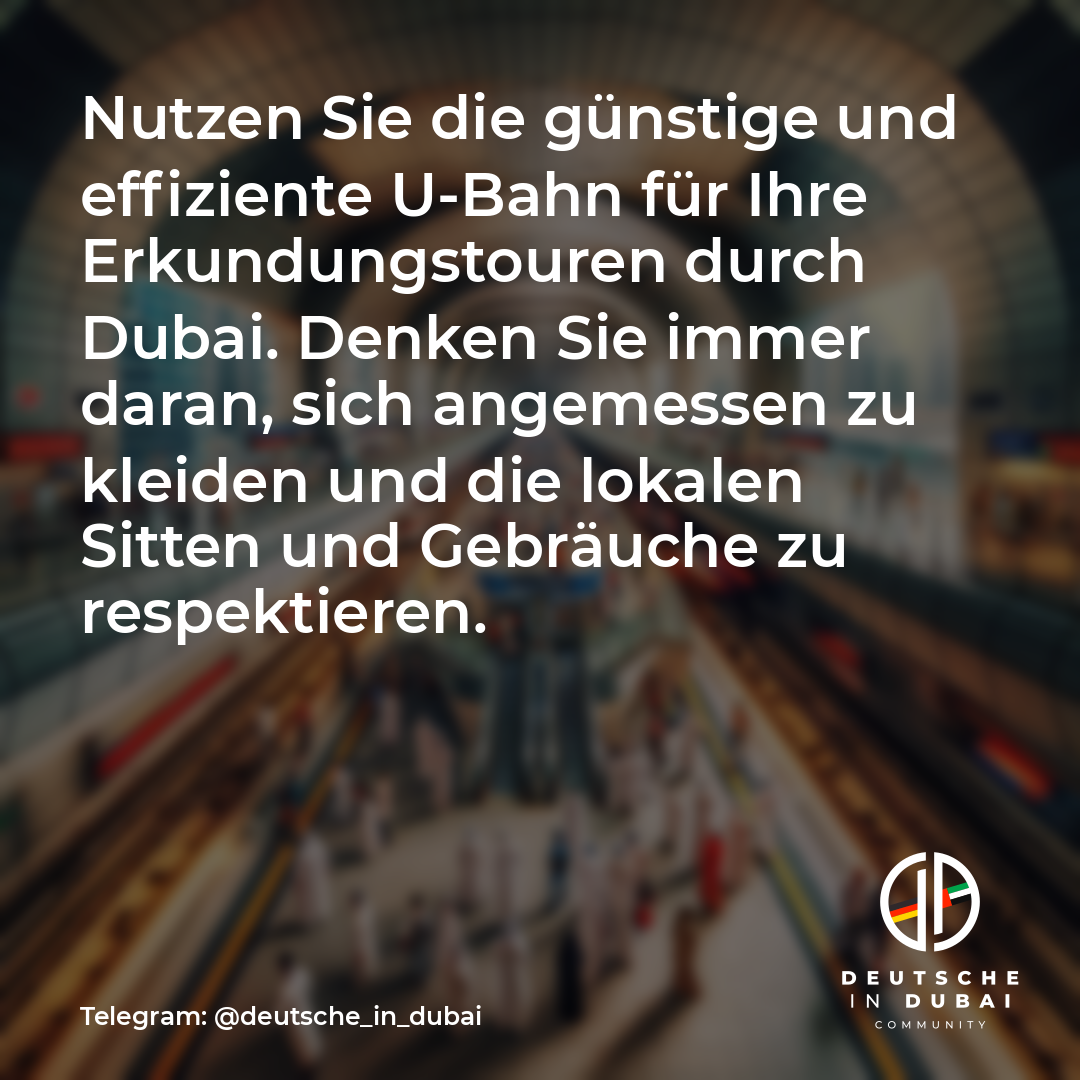 Nutzen Sie die günstige und
effiziente U-Bahn für Ihre
Erkundungstouren durch
Dubai. Denken Sie immer
daran, sich angemessen zu
kleiden und die lokalen
Sitten und Gebräuche zu
respektieren.
DEUTSCHE
IN DUBAI
COMMUNITY
Telegram: @deutsche_in_dubai